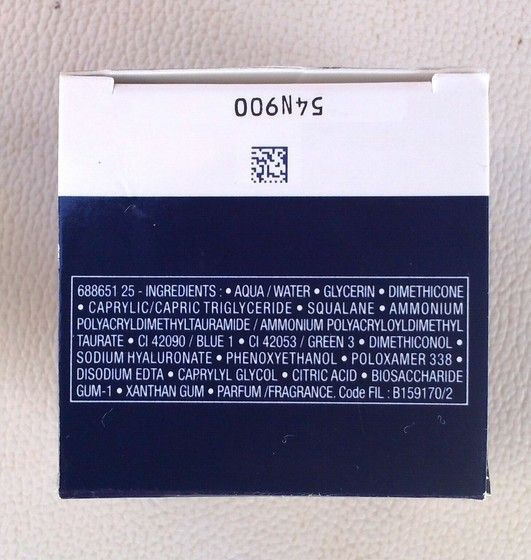 54N900
688651 25 - INGREDIENTS : • AQUA / WATER • GLYCERIN • DIMETHICONE
• CAPRYLIC/CAPRIC TRIGLYCERIDE • SQUALANE • AMMONIUM
POLYACRYLDIMETHYLTAURAMIDE / AMMONIUM POLYACRYLOYLDIMETHYL
TAURATE • CI 42090 / BLUE 1 • CI 42053 / GREEN 3 • DIMETHICONOL •
SODIUM HYALURONATE • PHENOXYETHANOL • POLOXAMER 338 •
DISODIUM EDTA • CAPRYLYL GLYCOL • CITRIC ACID • BIOSACCHARIDE
GUM-1 • XANTHAN GUM • PARFUM /FRAGRANCE. Code FIL : B159170/2